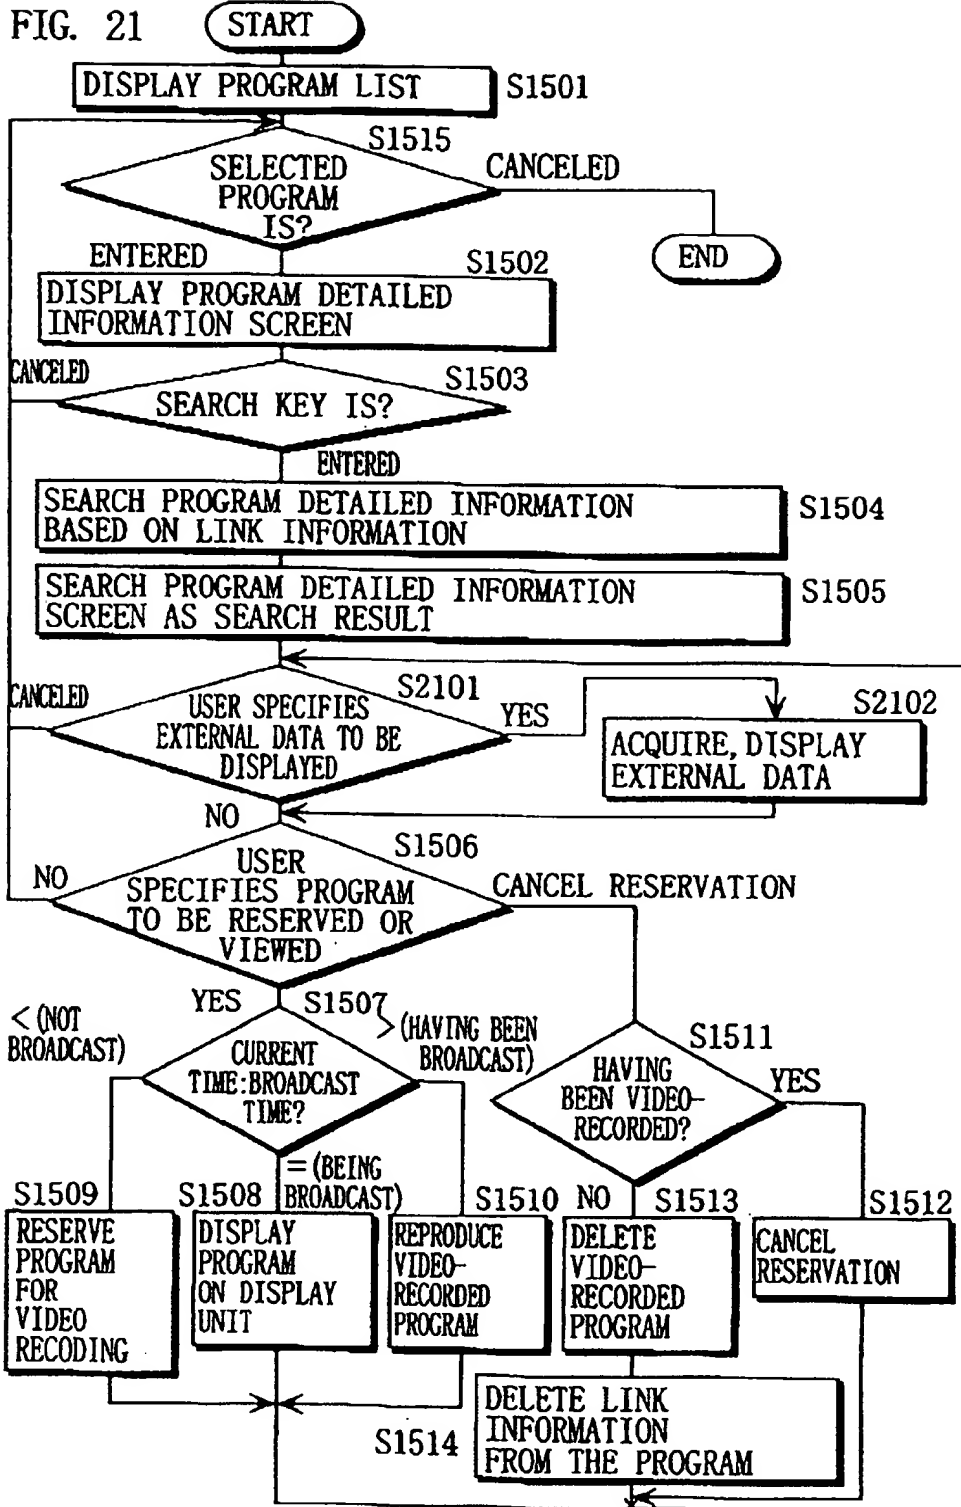 FIG. 21
START
DISPLAY PROGRAM LIST
S1501
S1515
SELECTED
PROGRAM
IS?
CANCELED
END
ENTERED
S1502
DISPLAY PROGRAM DETAILED
INFORMATION SCREEN
CANCELED
S1503
SEARCH KEY IS?
ENTERED
SEARCH PROGRAM DETAILED INFORMATION
BASED ON LINK INFORMATION
S1504
SEARCH PROGRAM DETAILED INFORMATION
SCREEN AS SEARCH RESULT
S1505
CANCELED
S2101
USER SPECIFIES
EXTERNAL DATA TO BE
DISPLAYED
YES
S2102
ACQUIRE, DISPLAY
EXTERNAL DATA
NO
S1506
NO
USER
SPECIFIES PROGRAM
TO BE RESERVED OR
VIEWED
CANCEL RESERVATION
YES
S1507
< (NOT
BROADCAST)
> (HAVING BEEN
BROADCAST)
CURRENT
TIME:BROADCAST
TIME?
S1511
HAVING
BEEN VIDEO-
RECORDED?
YES
= (BEING
BROADCAST)
NO
S1509
RESERVE
PROGRAM
FOR
VIDEO
RECODING
S1508
DISPLAY
PROGRAM
ON DISPLAY
UNIT
S1510
REPRODUCE
VIDEO-
RECORDED
PROGRAM
S1513
DELETE
VIDEO-
RECORDED
PROGRAM
S1512
CANCEL
RESERVATION
S1514
DELETE LINK
INFORMATION
FROM THE PROGRAM